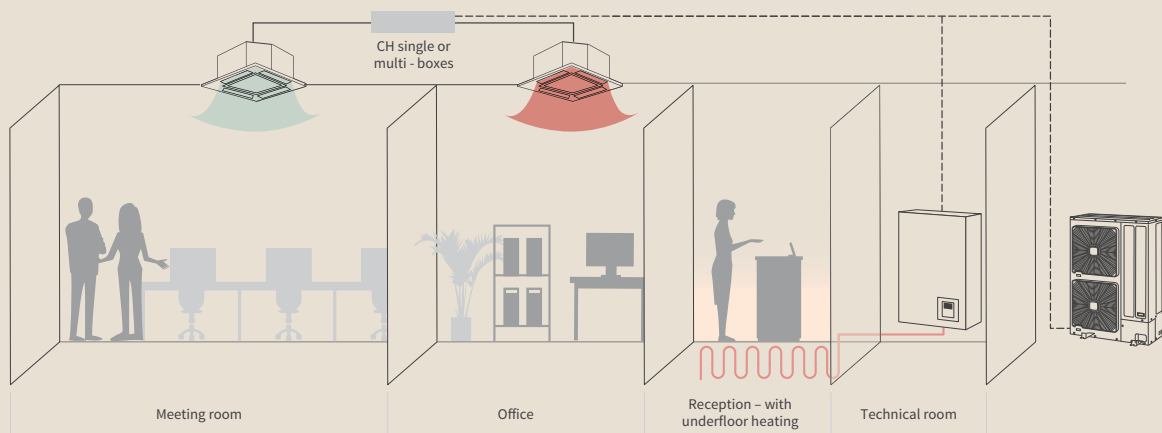 CH single or
multi - boxes
Meeting room
Office
Reception – with
underfloor heating
Technical room